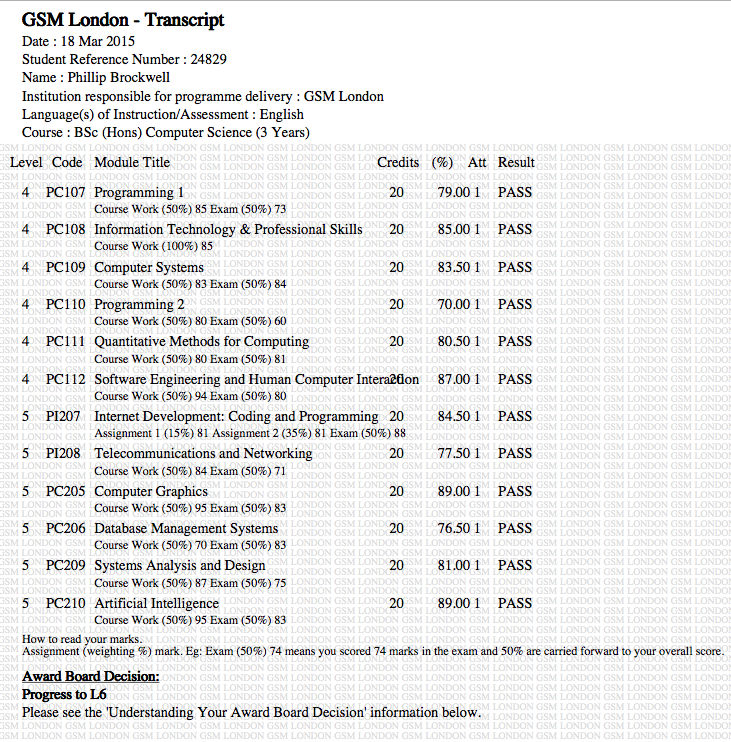 GSM London - Transcript
Date : 18 Mar 2015
Student Reference Number : 24829
Name : Phillip Brockwell
Institution responsible for programme delivery : GSM London
Language(s) of Instruction/Assessment : English
Course : BSc (Hons) Computer Science (3 Years)
Level Code Module Title Credits (%) Att Result
4 PC107 Programming 1 20 79.00 1 PASS
Course Work (50%) 85 Exam (50%) 73
4 PC108 Information Technology & Professional Skills 20 85.00 1 PASS
Course Work (100%) 85
4 PC109 Computer Systems 20 83.50 1 PASS
Course Work (50%) 83 Exam (50%) 84
4 PC110 Programming 2 20 70.00 1 PASS
Course Work (50%) 80 Exam (50%) 60
4 PC111 Quantitative Methods for Computing 20 80.50 1 PASS
Course Work (50%) 80 Exam (50%) 81
4 PC112 Software Engineering and Human Computer Interaction 20 87.00 1 PASS
Course Work (50%) 94 Exam (50%) 80
5 PI207 Internet Development: Coding and Programming 20 84.50 1 PASS
Assignment 1 (15%) 81 Assignment 2 (35%) 81 Exam (50%) 88
5 PI208 Telecommunications and Networking 20 77.50 1 PASS
Course Work (50%) 84 Exam (50%) 71
5 PC205 Computer Graphics 20 89.00 1 PASS
Course Work (50%) 95 Exam (50%) 83
5 PC206 Database Management Systems 20 76.50 1 PASS
Course Work (50%) 70 Exam (50%) 83
5 PC209 Systems Analysis and Design 20 81.00 1 PASS
Course Work (50%) 87 Exam (50%) 75
5 PC210 Artificial Intelligence 20 89.00 1 PASS
Course Work (50%) 95 Exam (50%) 83
How to read your marks.
Assignment (weighting %) mark. Eg: Exam (50%) 74 means you scored 74 marks in the exam and 50% are carried forward to your overall score.
Award Board Decision:
Progress to L6
Please see the 'Understanding Your Award Board Decision' information below.